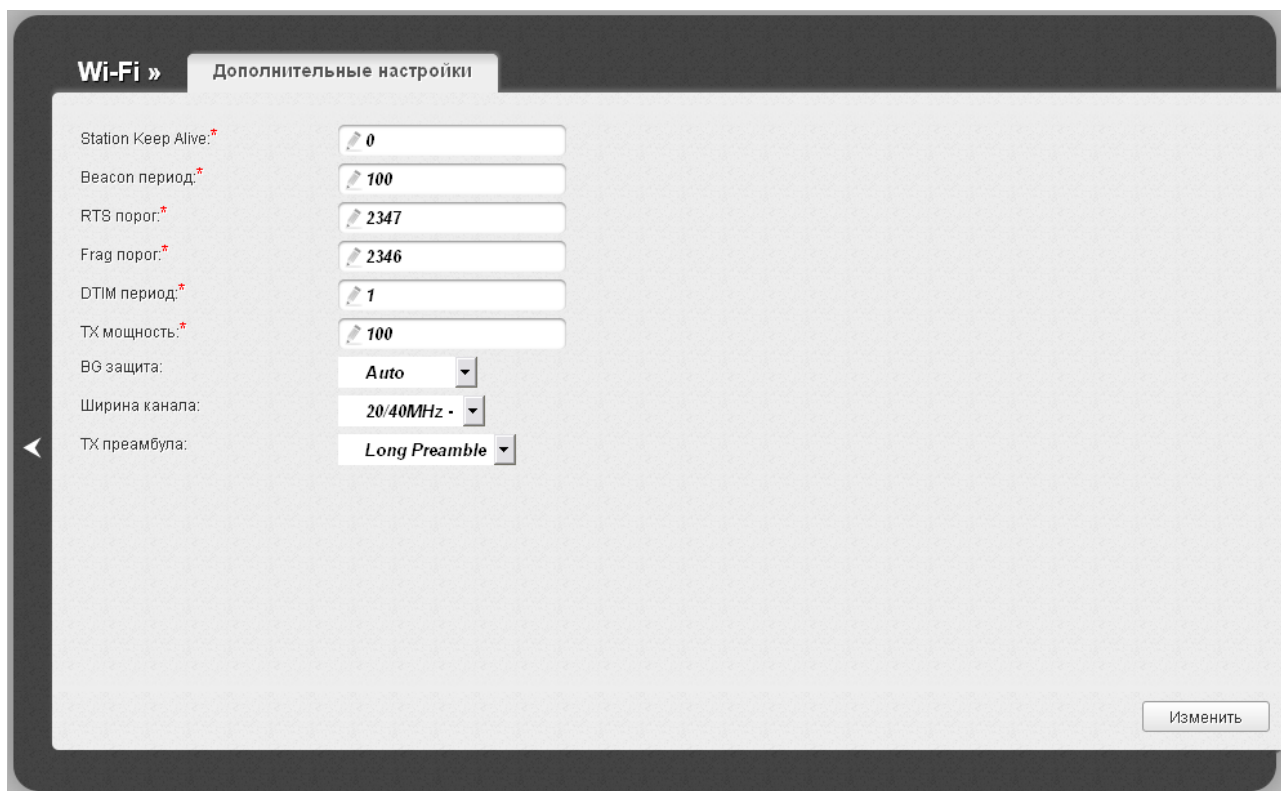 Wi-Fi » Дополнительные настройки
Station Keep Alive:* 0
Beacon период:* 100
RTS порог:* 2347
Frag порог:* 2346
DTIM период:* 1
TX мощность:* 100
BG защита: Auto
Ширина канала: 20/40MHz -
TX преамбула: Long Preamble
Изменить